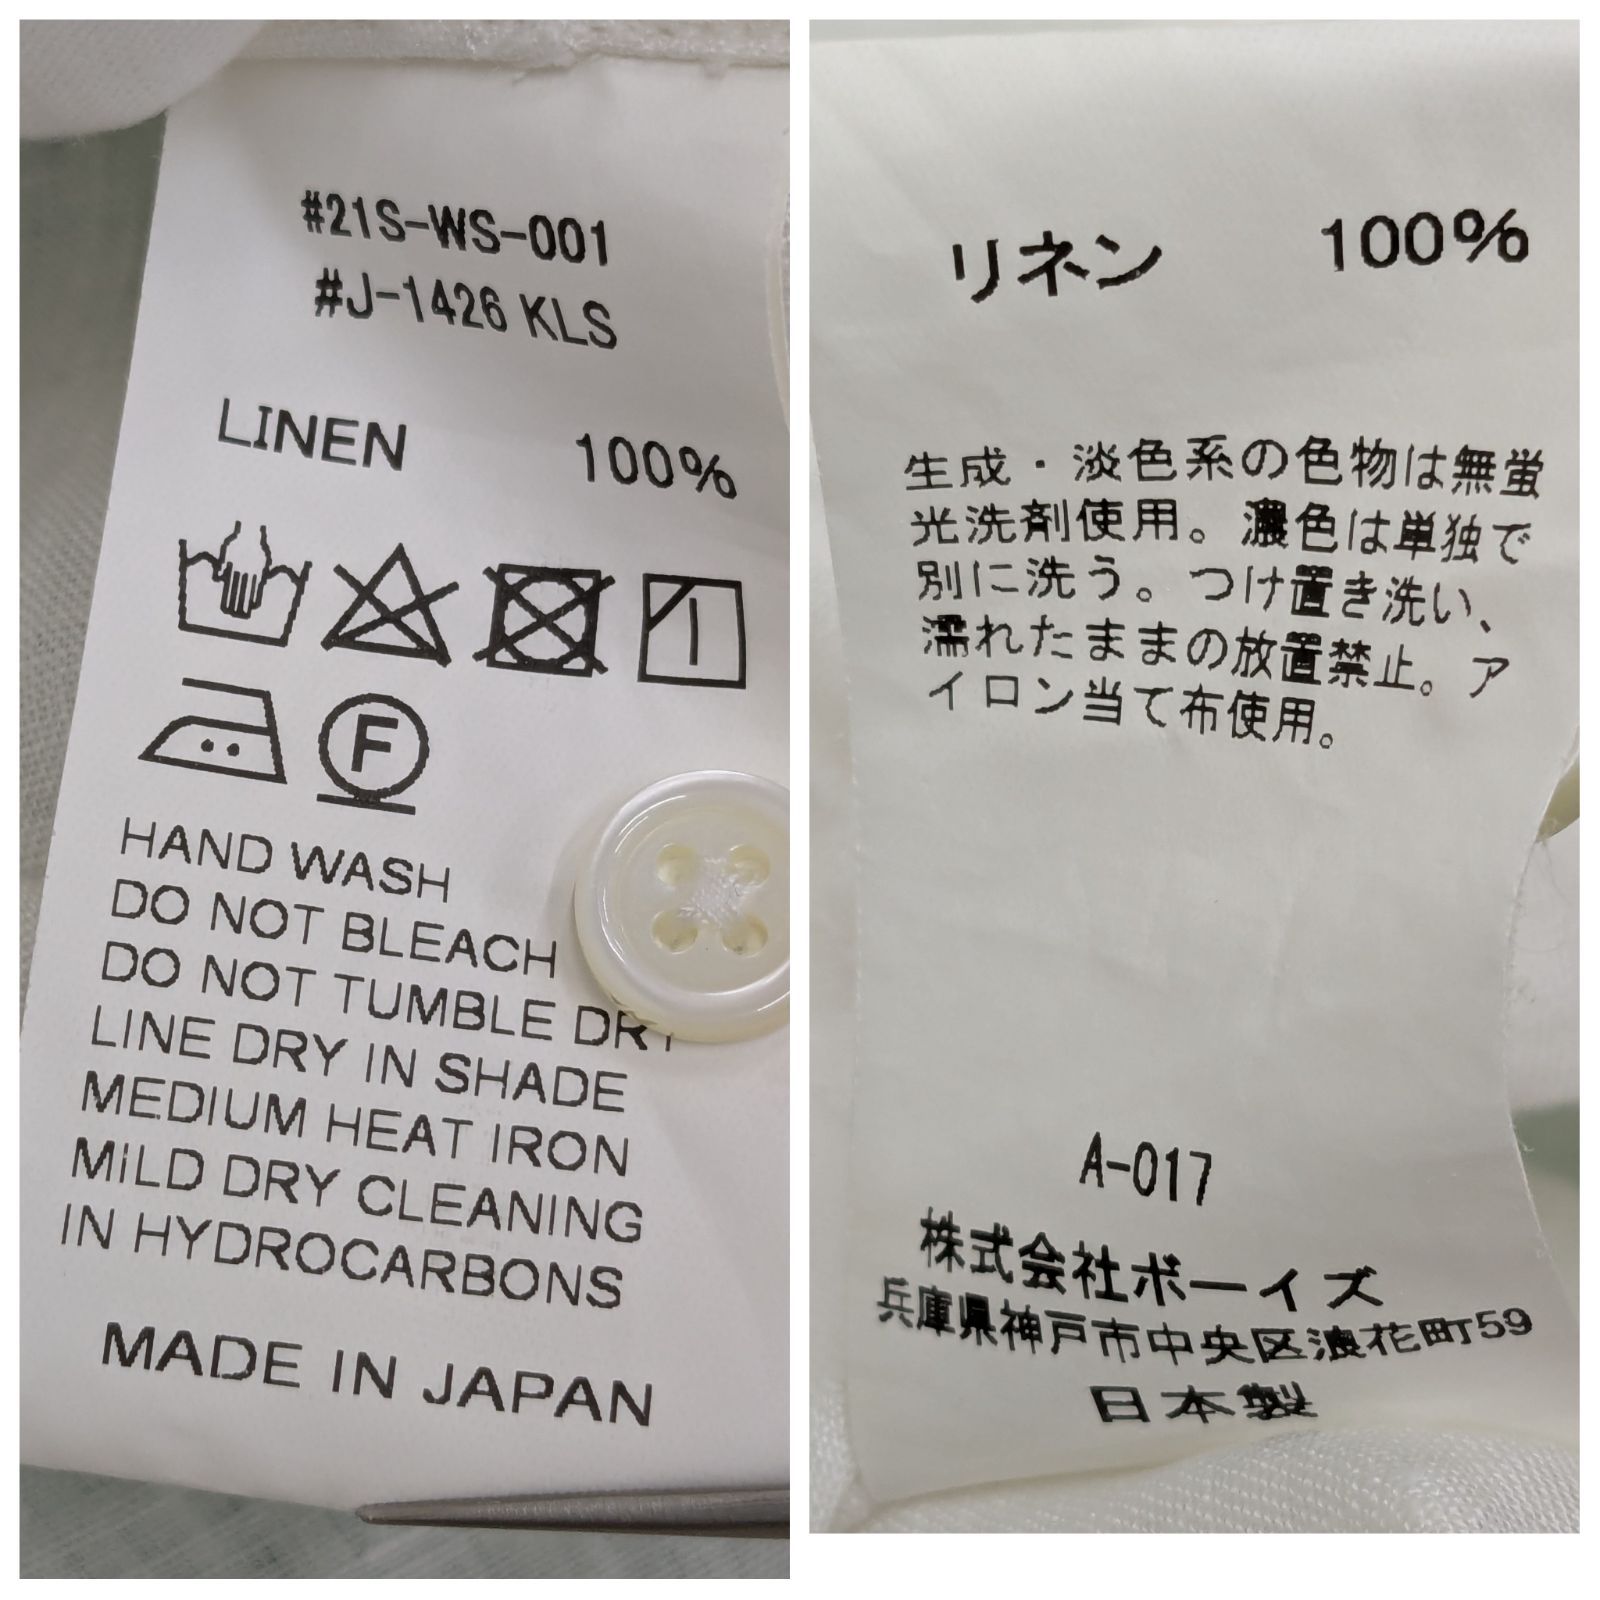 #21S-WS-001
#J-1426 KLS
LINEN 100%
F
HAND WASH
DO NOT BLEACH
DO NOT TUMBLE DRY
LINE DRY IN SHADE
MEDIUM HEAT IRON
MILD DRY CLEANING
IN HYDROCARBONS
MADE IN JAPAN
リネン 100%
生成・淡色系の色物は無蛍
光洗剤使用。濃色は単独で
別に洗う。つけ置き洗い、
濡れたままの放置禁止。ア
イロン当て布使用。
A-017
株式会社ボーイズ
兵庫県神戸市中央区浪花町59
日本製